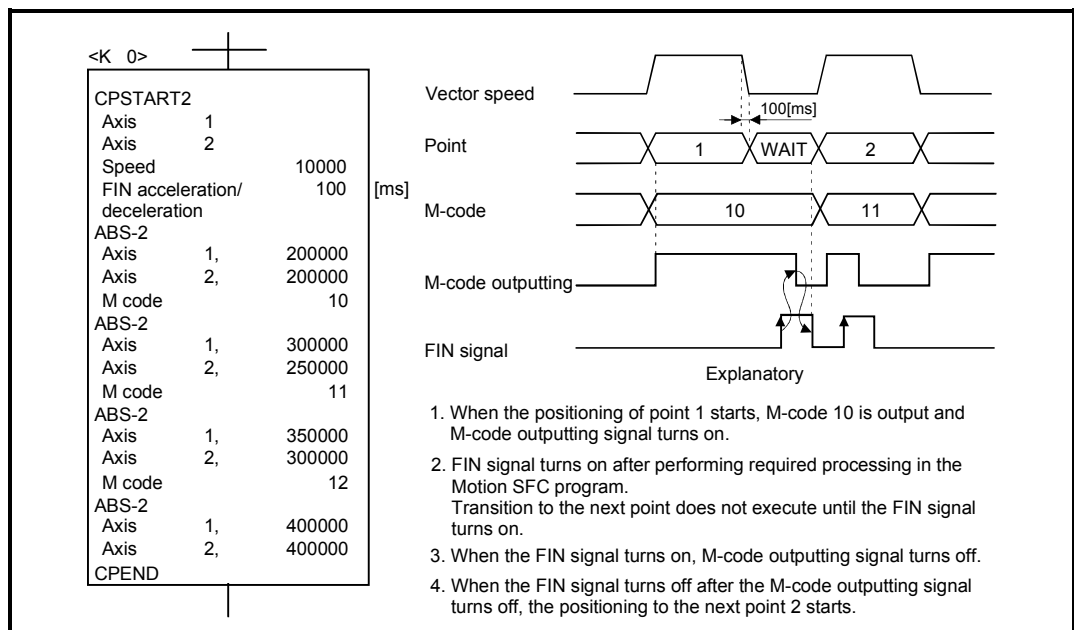 <K 0>
CPSTART2
Axis 1
Axis 2
Speed 10000
FIN acceleration/ 100 [ms]
deceleration
ABS-2
Axis 1, 200000
Axis 2, 200000
M code 10
ABS-2
Axis 1, 300000
Axis 2, 250000
M code 11
ABS-2
Axis 1, 350000
Axis 2, 300000
M code 12
ABS-2
Axis 1, 400000
Axis 2, 400000
CPEND
Vector speed
100[ms]
Point 1 WAIT 2
M-code 10 11
M-code outputting
FIN signal
Explanatory
1. When the positioning of point 1 starts, M-code 10 is output and
M-code outputting signal turns on.
2. FIN signal turns on after performing required processing in the
Motion SFC program.
Transition to the next point does not execute until the FIN signal
turns on.
3. When the FIN signal turns on, M-code outputting signal turns off.
4. When the FIN signal turns off after the M-code outputting signal
turns off, the positioning to the next point 2 starts.